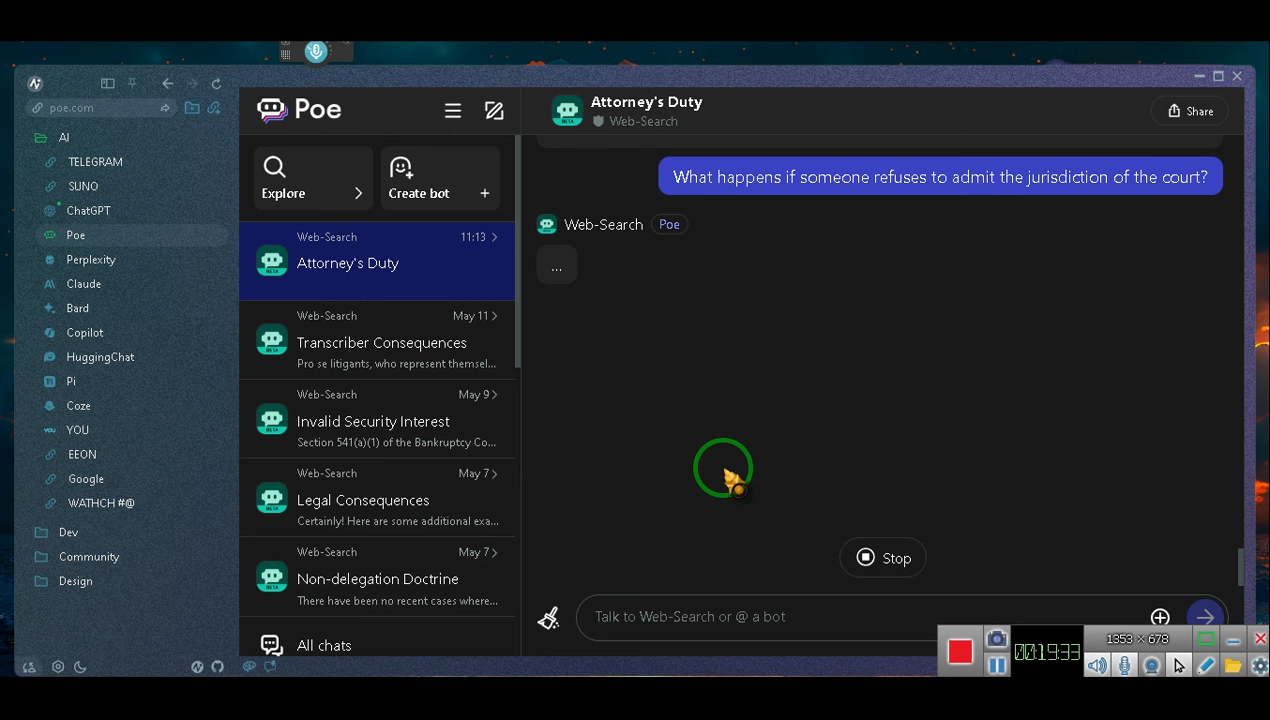 poe.com
AI
TELEGRAM
SUNO
ChatGPT
Poe
Perplexity
Claude
Bard
Copilot
HuggingChat
Pi
Coze
YOU
EEON
Google
WATHCH #@
Dev
Community
Design
Poe
Explore
Create bot
Web-Search 11:13
Attorney's Duty
Web-Search May 11
Transcriber Consequences
Pro se litigants, who represent themsel...
Web-Search May 9
Invalid Security Interest
Section 541(a)(1) of the Bankruptcy Co...
Web-Search May 7
Legal Consequences
Certainly! Here are some additional exa...
Web-Search May 7
Non-delegation Doctrine
There have been no recent cases where...
All chats
Attorney's Duty
Web-Search
Share
What happens if someone refuses to admit the jurisdiction of the court?
Web-Search Poe
...
Stop
Talk to Web-Search or @ a bot
00:19:33
1353 × 678